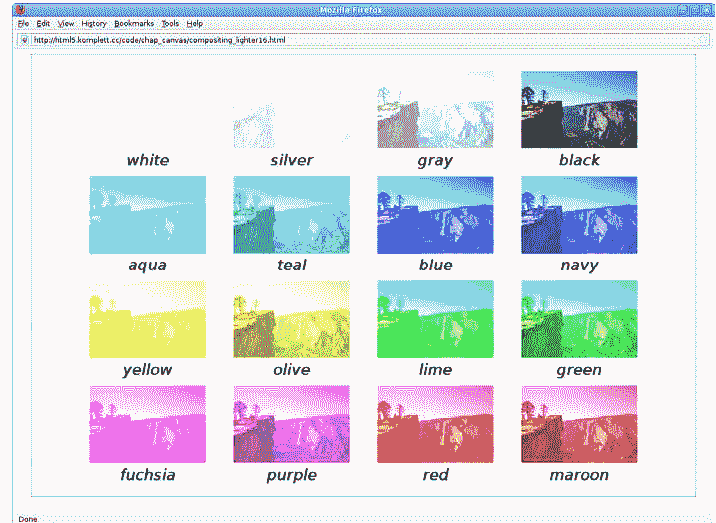 Mozilla Firefox
File Edit View History Bookmarks Tools Help
http://html5.komplett.cc/code/chap_canvas/compositing_lighter16.html
white silver gray black
aqua teal blue navy
yellow olive lime green
fuchsia purple red maroon
Done